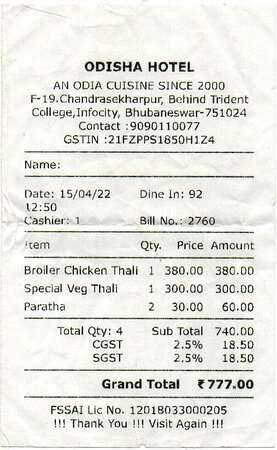 ODISHA HOTEL
AN ODIA CUISINE SINCE 2000
F-19.Chandrasekharpur, Behind Trident
College,Infocity, Bhubaneswar-751024
Contact :9090110077
GSTIN :21FZPPS1850H1Z4
Name:
Date: 15/04/22 Dine In: 92
12:50
Cashier: 1 Bill No.: 2760
Item Qty. Price Amount
Broiler Chicken Thali 1 380.00 380.00
Special Veg Thali 1 300.00 300.00
Paratha 2 30.00 60.00
Total Qty: 4 Sub Total 740.00
CGST 2.5% 18.50
SGST 2.5% 18.50
Grand Total ₹777.00
FSSAI Lic No. 12018033000205
!!! Thank You !!! Visit Again !!!